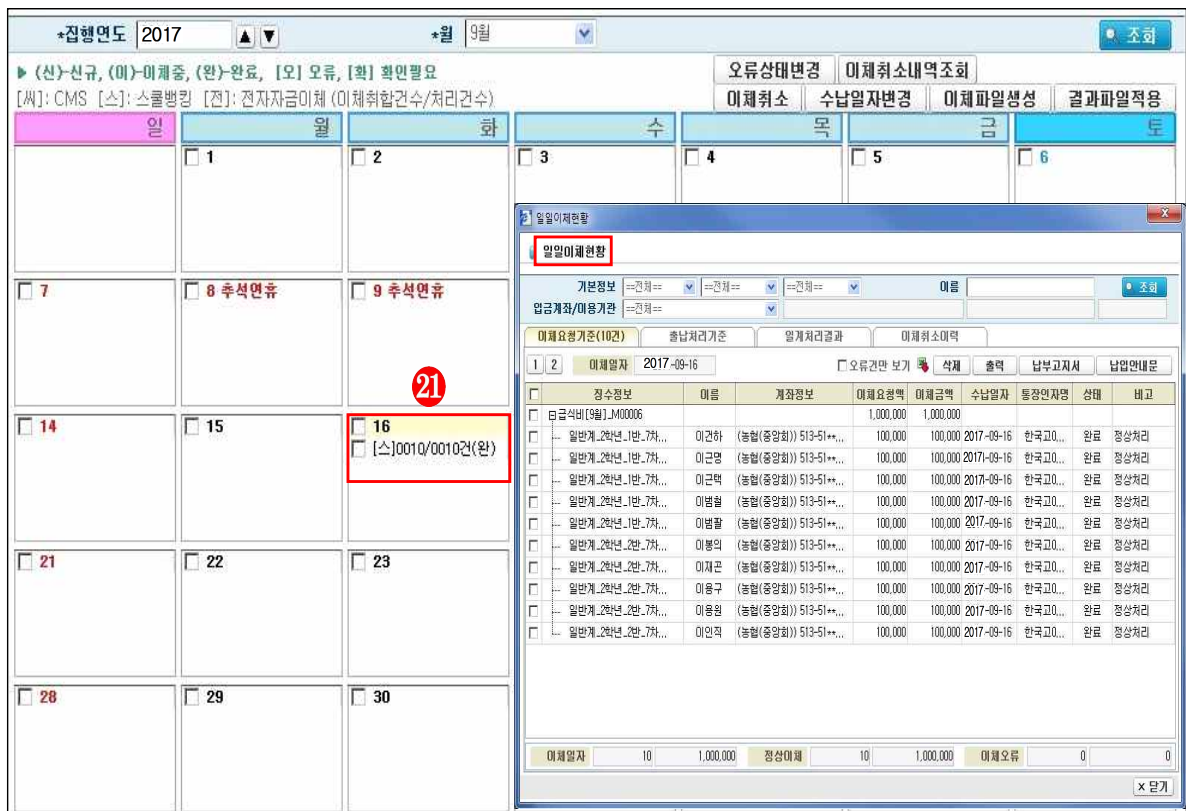 *집행연도 2017 ▲ ▼ *월 9월 조회
▶ (신)-신규, (이)-이체중, (완)-완료, [오] 오류, [확] 확인필요 오류상태변경 이체취소내역조회
[씨]: CMS [스]: 스쿨뱅킹 [전]: 전자자금이체 (이체취합건수/처리건수) 이체취소 수납일자변경 이체파일생성 결과파일적용
일 월 화 수 목 금 토
1 2 3 4 5 6
7 8 추석연휴 9 추석연휴
㉑
14 15 16
[스]0010/0010건(완)
21 22 23
28 29 30
일일이체현황 X
일일이체현황
기본정보 ==전체== ==전체== ==전체== 이름 조회
입금계좌/이용기관 ==전체==
이체요청기준(10건) 출납처리기준 일계처리결과 이체취소이력
1 2 이체일자 2017-09-16 오류건만 보기 삭제 출력 납부고지서 납입안내문
징수정보 이름 계좌정보 이체요청액 이체금액 수납일자 통장인자명 상태 비고
급식비[9월]_M00006 1,000,000 1,000,000
일반계_2학년_1반_7차... 이건하 (농협(중앙회)) 513-51**... 100,000 100,000 2017-09-16 한국고0... 완료 정상처리
일반계_2학년_1반_7차... 이근명 (농협(중앙회)) 513-51**... 100,000 100,000 2017-09-16 한국고0... 완료 정상처리
일반계_2학년_1반_7차... 이근택 (농협(중앙회)) 513-51**... 100,000 100,000 2017-09-16 한국고0... 완료 정상처리
일반계_2학년_1반_7차... 이범철 (농협(중앙회)) 513-51**... 100,000 100,000 2017-09-16 한국고0... 완료 정상처리
일반계_2학년_1반_7차... 이범팔 (농협(중앙회)) 513-51**... 100,000 100,000 2017-09-16 한국고0... 완료 정상처리
일반계_2학년_2반_7차... 이봉의 (농협(중앙회)) 513-51**... 100,000 100,000 2017-09-16 한국고0... 완료 정상처리
일반계_2학년_2반_7차... 이재곤 (농협(중앙회)) 513-51**... 100,000 100,000 2017-09-16 한국고0... 완료 정상처리
일반계_2학년_2반_7차... 이용구 (농협(중앙회)) 513-51**... 100,000 100,000 2017-09-16 한국고0... 완료 정상처리
일반계_2학년_2반_7차... 이응원 (농협(중앙회)) 513-51**... 100,000 100,000 2017-09-16 한국고0... 완료 정상처리
일반계_2학년_2반_7차... 이인직 (농협(중앙회)) 513-51**... 100,000 100,000 2017-09-16 한국고0... 완료 정상처리
이체일자 10 1,000,000 정상이체 10 1,000,000 이체오류 0 0
x 닫기